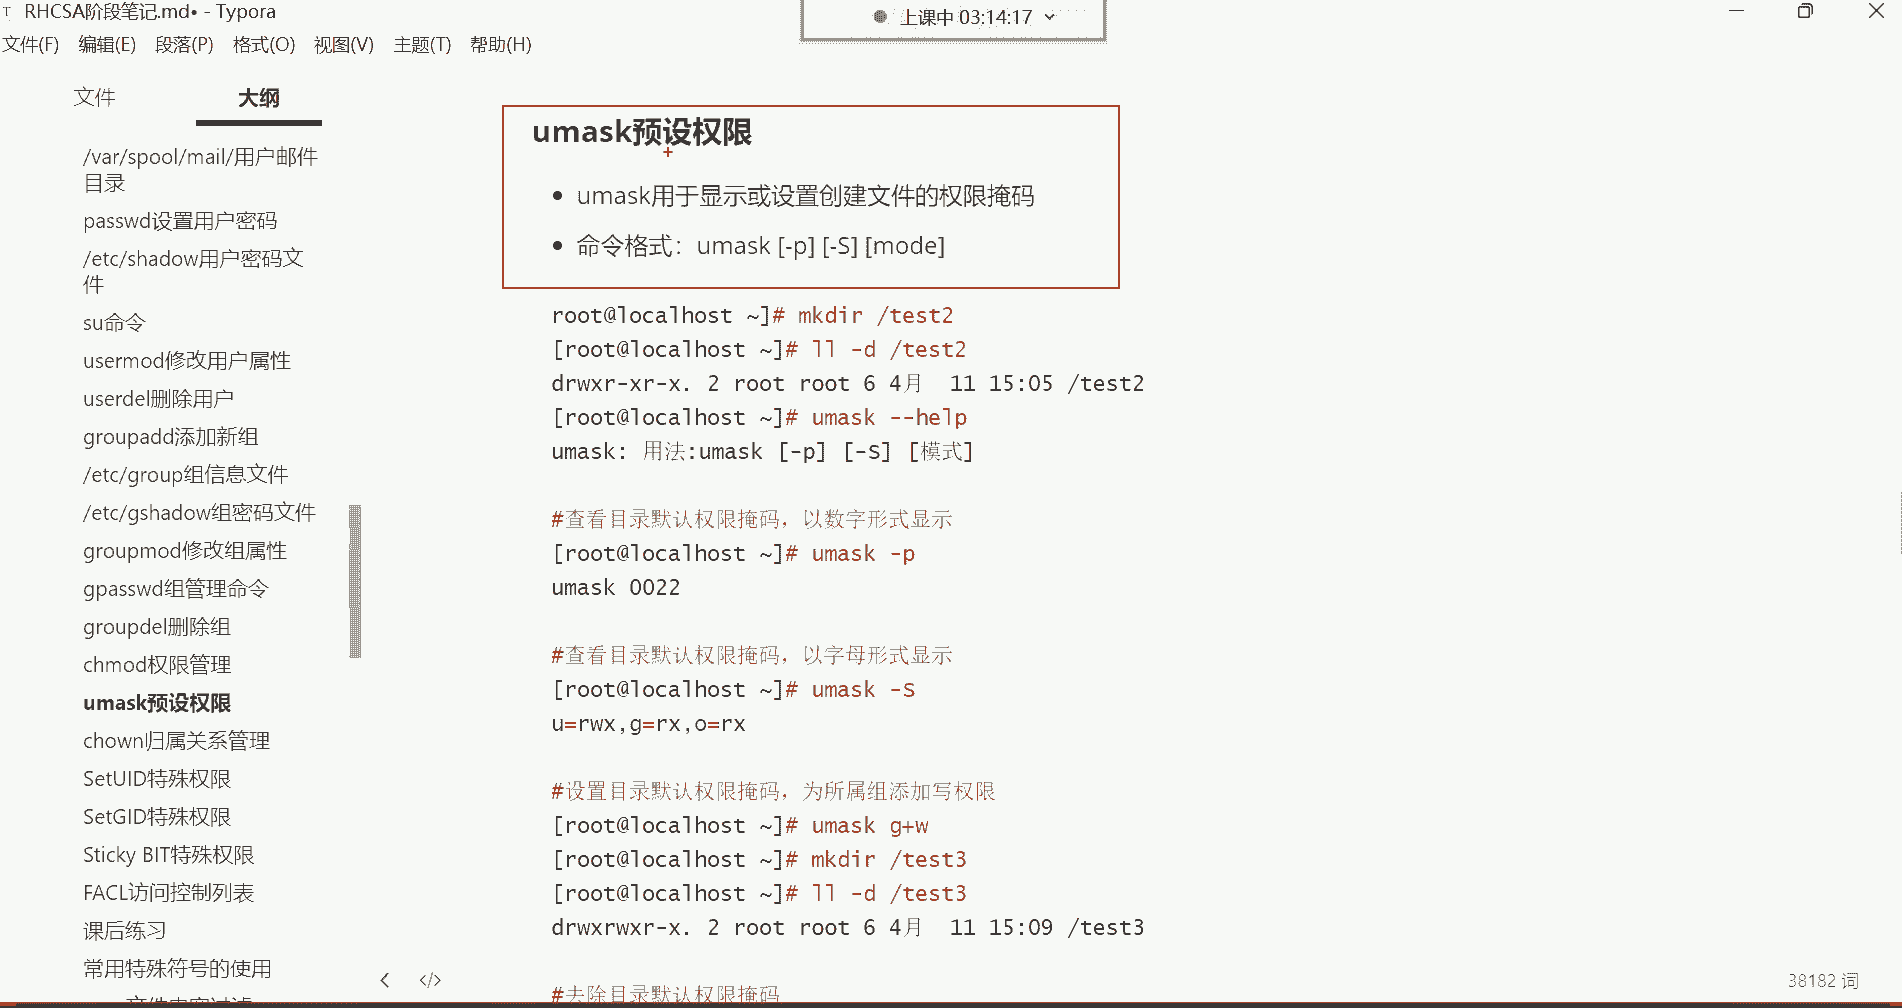 RHCSA阶段笔记.md• - Typora
上课中 03:14:17
文件(F) 编辑(E) 段落(P) 格式(O) 视图(V) 主题(T) 帮助(H)
文件 大纲
/var/spool/mail/用户邮件
目录
passwd设置用户密码
/etc/shadow用户密码文
件
su命令
usermod修改用户属性
userdel删除用户
groupadd添加新组
/etc/group组信息文件
/etc/gshadow组密码文件
groupmod修改组属性
gpasswd组管理命令
groupdel删除组
chmod权限管理
umask预设权限
chown归属关系管理
SetUID特殊权限
SetGID特殊权限
Sticky BIT特殊权限
FACL访问控制列表
课后练习
常用特殊符号的使用
umask预设权限
• umask用于显示或设置创建文件的权限掩码
• 命令格式：umask [-p] [-S] [mode]
root@localhost ~]# mkdir /test2
[root@localhost ~]# ll -d /test2
drwxr-xr-x. 2 root root 6 4月  11 15:05 /test2
[root@localhost ~]# umask --help
umask: 用法:umask [-p] [-S] [模式]
#查看目录默认权限掩码，以数字形式显示
[root@localhost ~]# umask -p
umask 0022
#查看目录默认权限掩码，以字母形式显示
[root@localhost ~]# umask -S
u=rwx,g=rx,o=rx
#设置目录默认权限掩码，为所属组添加写权限
[root@localhost ~]# umask g+w
[root@localhost ~]# mkdir /test3
[root@localhost ~]# ll -d /test3
drwxrwxr-x. 2 root root 6 4月  11 15:09 /test3
#去除目录默认权限掩码
38182 词